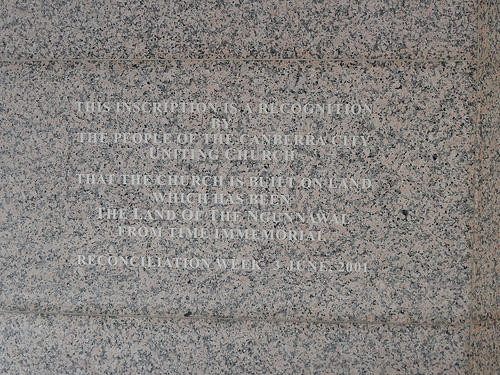 THIS INSCRIPTION IS A RECOGNITION
BY
THE PEOPLE OF THE CANBERRA CITY
UNITING CHURCH
THAT THE CHURCH IS BUILT ON LAND
WHICH HAS BEEN
THE LAND OF THE NGUNNAWAL
FROM TIME IMMEMORIAL
RECONCILIATION WEEK 3 JUNE, 2001